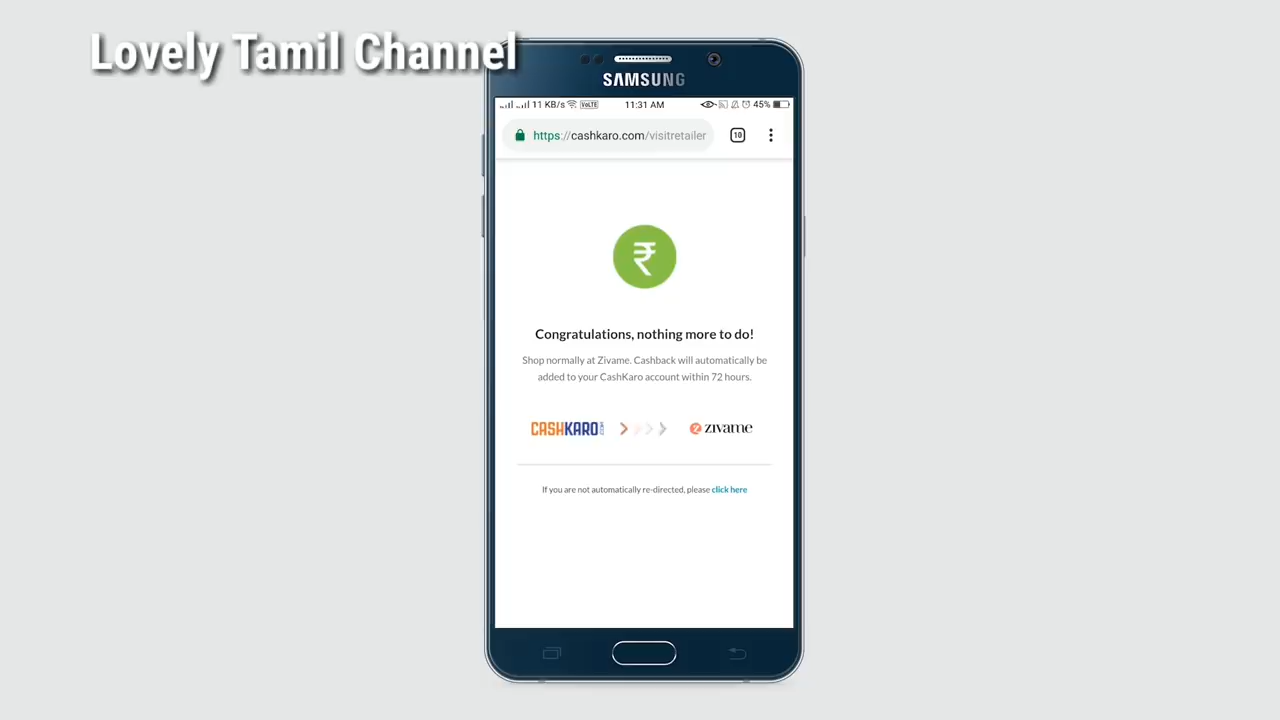 Lovely Tamil Channel
SAMSUNG
11 KB/s VoLTE 11:31 AM 45%
https://cashkaro.com/visitretailer 10
₹
Congratulations, nothing more to do!
Shop normally at Zivame. Cashback will automatically be
added to your CashKaro account within 72 hours.
CASHKARO.COM ZIVAME
If you are not automatically re-directed, please click here